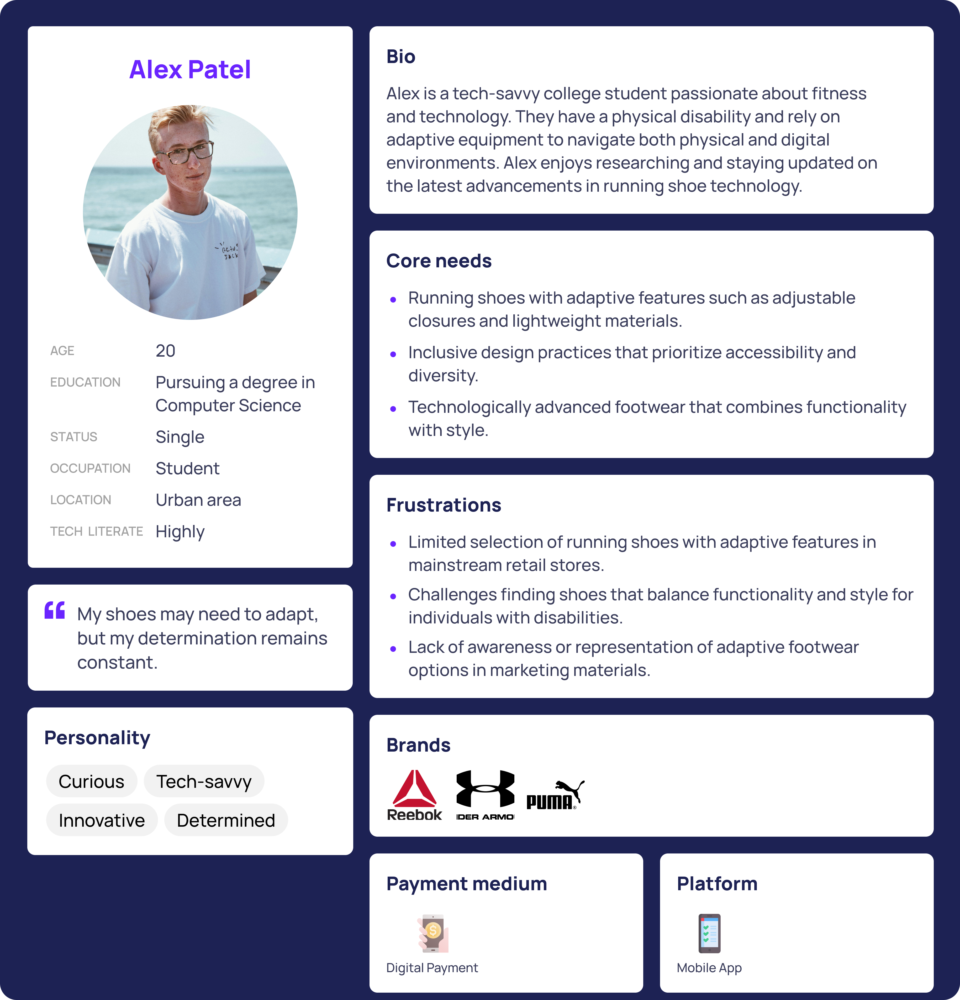 Alex Patel
AGE 20
EDUCATION Pursuing a degree in
Computer Science
STATUS Single
OCCUPATION Student
LOCATION Urban area
TECH LITERATE Highly
My shoes may need to adapt,
but my determination remains
constant.
Personality
Curious Tech-savvy
Innovative Determined
Bio
Alex is a tech-savvy college student passionate about fitness
and technology. They have a physical disability and rely on
adaptive equipment to navigate both physical and digital
environments. Alex enjoys researching and staying updated on
the latest advancements in running shoe technology.
Core needs
• Running shoes with adaptive features such as adjustable
closures and lightweight materials.
• Inclusive design practices that prioritize accessibility and
diversity.
• Technologically advanced footwear that combines functionality
with style.
Frustrations
• Limited selection of running shoes with adaptive features in
mainstream retail stores.
• Challenges finding shoes that balance functionality and style for
individuals with disabilities.
• Lack of awareness or representation of adaptive footwear
options in marketing materials.
Brands
Reebok
DER ARMO
PUMA®
Payment medium
Digital Payment
Platform
Mobile App